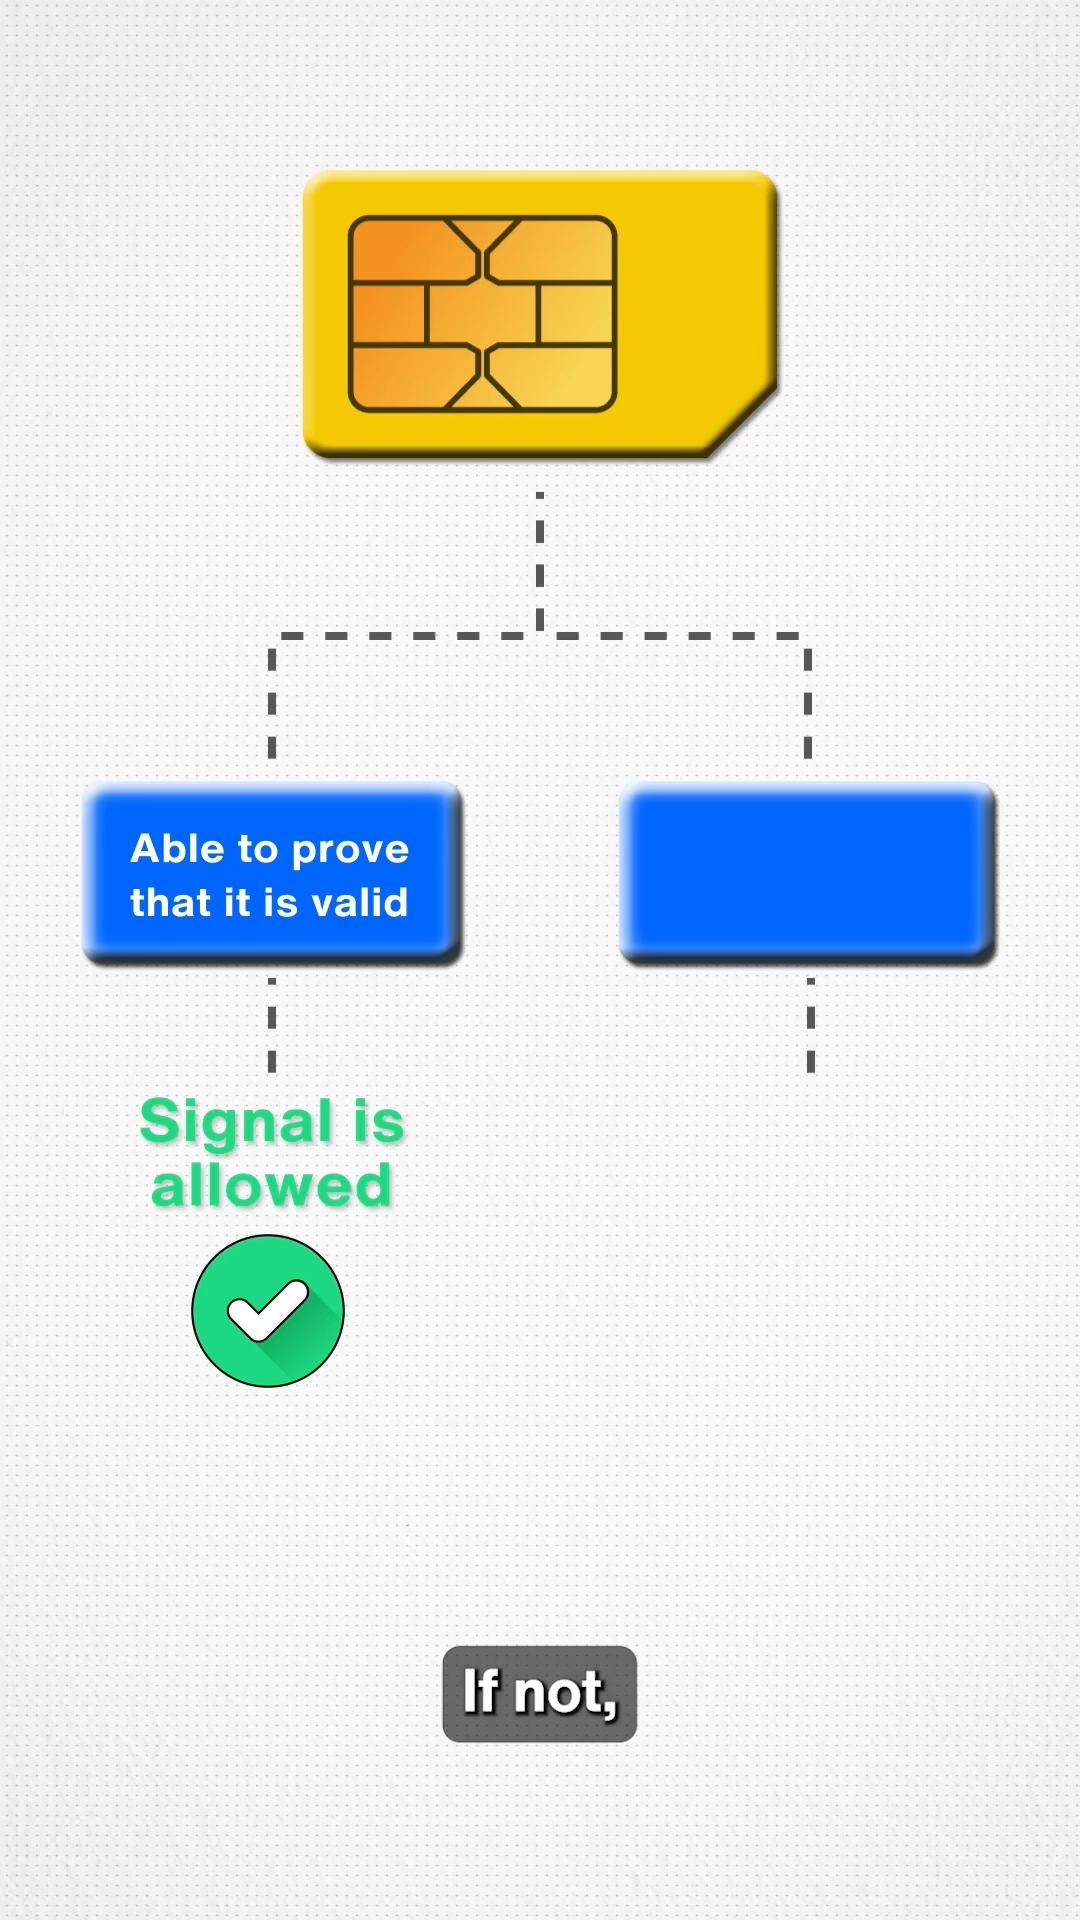 Able to prove
that it is valid
Signal is
allowed
If not,